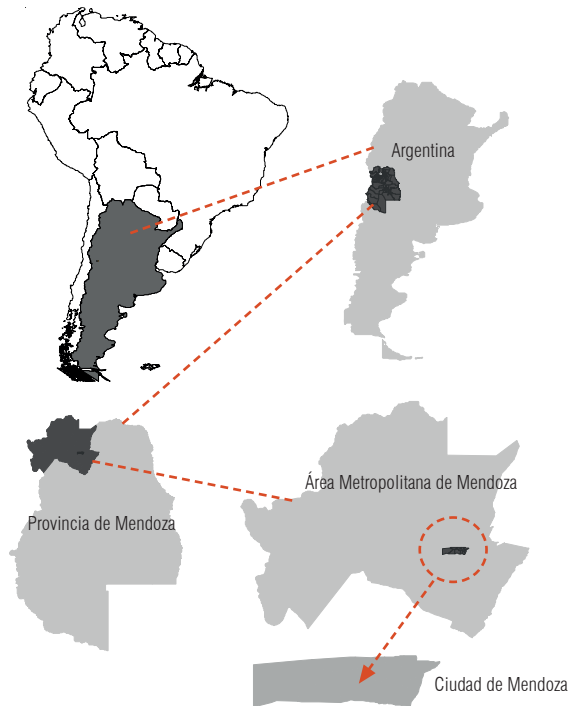 Argentina
Área Metropolitana de Mendoza
Provincia de Mendoza
Ciudad de Mendoza